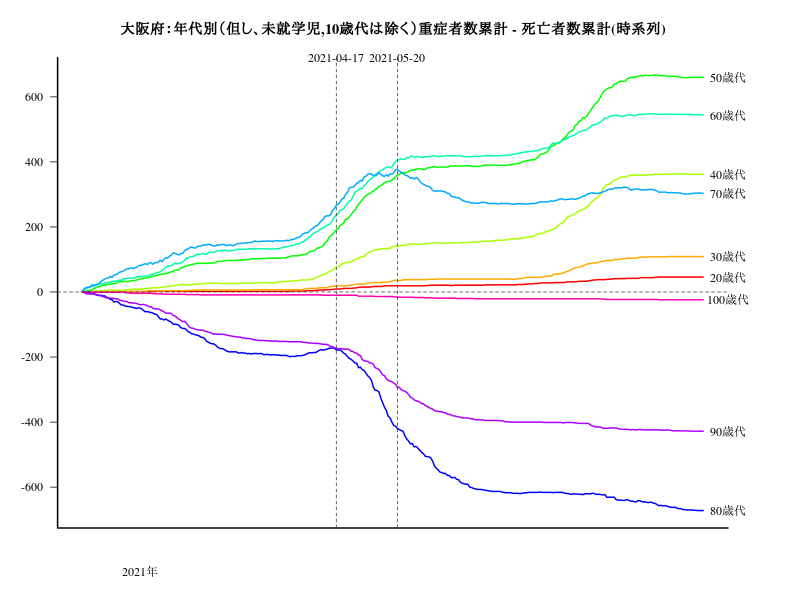 大阪府：年代別（但し、未就学児,10歳代は除く）重症者数累計 - 死亡者数累計(時系列)
2021-04-17 2021-05-20
600
400
200
0
-200
-400
-600
50歳代
60歳代
40歳代
70歳代
30歳代
20歳代
100歳代
90歳代
80歳代
2021年